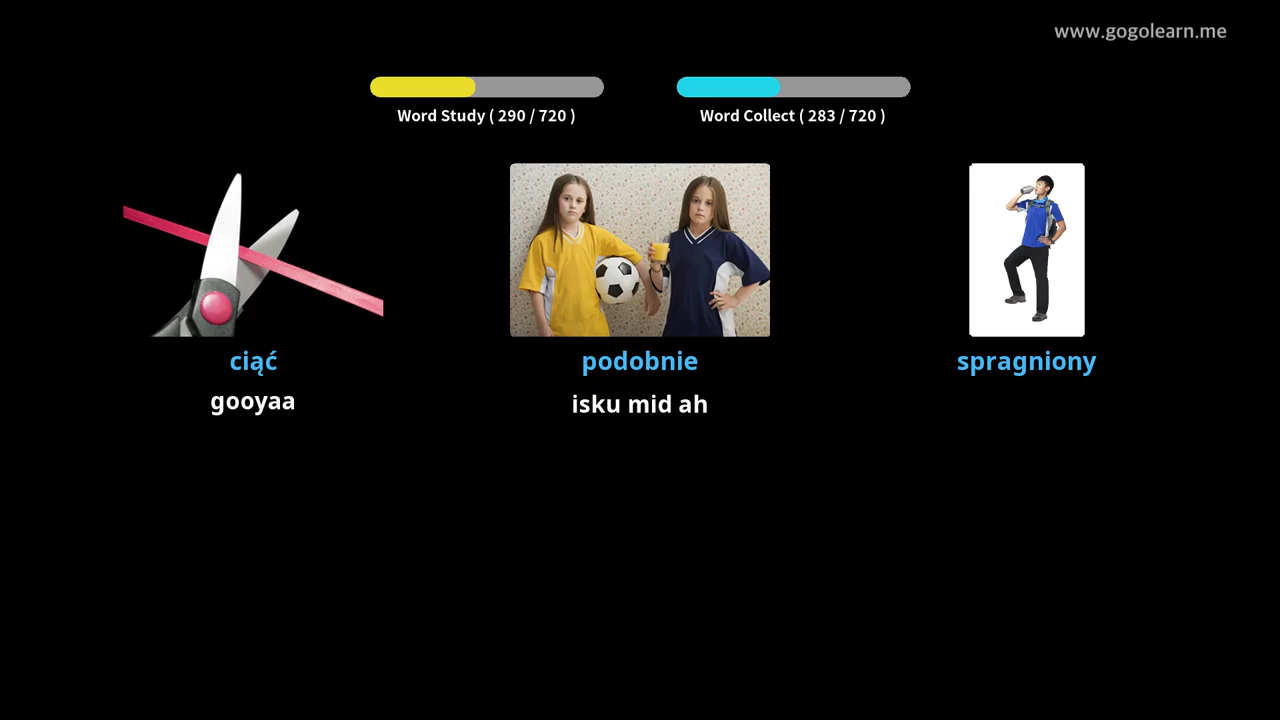 www.gogolearn.me
Word Study ( 290 / 720 )
Word Collect ( 283 / 720 )
ciąć
podobnie
spragniony
gooyaa
isku mid ah